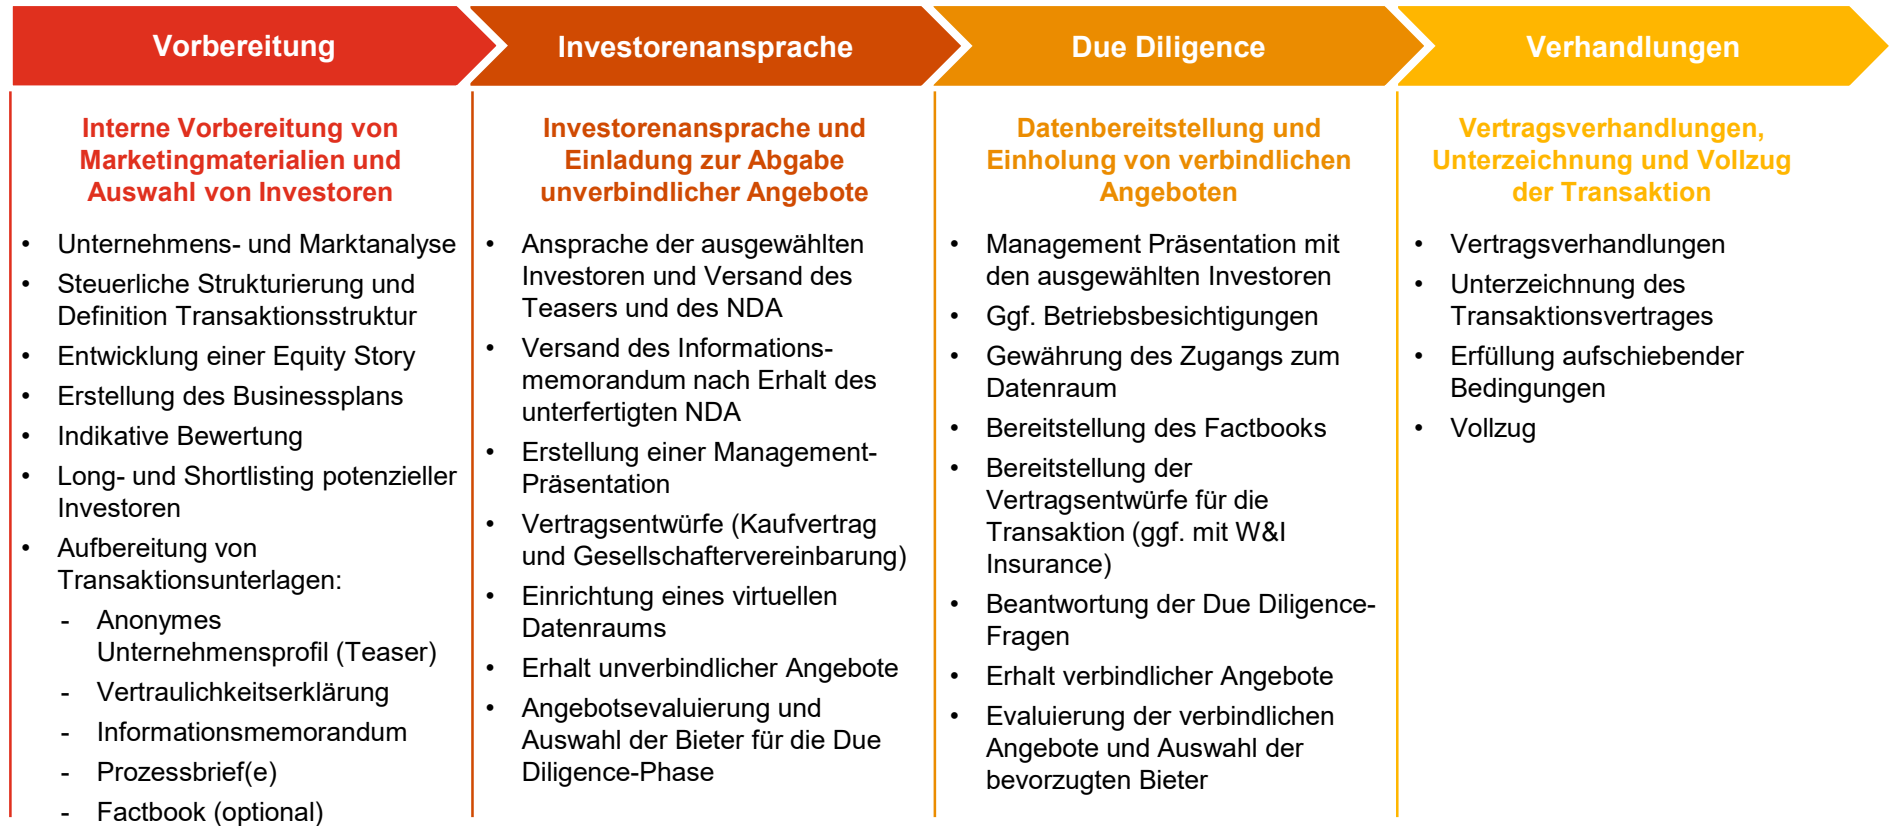 Vorbereitung
Interne Vorbereitung von
Marketingmaterialien und
Auswahl von Investoren
• Unternehmens- und Marktanalyse
• Steuerliche Strukturierung und
Definition Transaktionsstruktur
• Entwicklung einer Equity Story
• Erstellung des Businessplans
• Indikative Bewertung
• Long- und Shortlisting potenzieller
Investoren
• Aufbereitung von
Transaktionsunterlagen:
- Anonymes
Unternehmensprofil (Teaser)
- Vertraulichkeitserklärung
- Informationsmemorandum
- Prozessbrief(e)
- Factbook (optional)
Investorenansprache
Investorenansprache und
Einladung zur Abgabe
unverbindlicher Angebote
• Ansprache der ausgewählten
Investoren und Versand des
Teasers und des NDA
• Versand des Informations-
memorandum nach Erhalt des
unterfertigten NDA
• Erstellung einer Management-
Präsentation
• Vertragsentwürfe (Kaufvertrag
und Gesellschaftervereinbarung)
• Einrichtung eines virtuellen
Datenraums
• Erhalt unverbindlicher Angebote
• Angebotsevaluierung und
Auswahl der Bieter für die Due
Diligence-Phase
Due Diligence
Datenbereitstellung und
Einholung von verbindlichen
Angeboten
• Management Präsentation mit
den ausgewählten Investoren
• Ggf. Betriebsbesichtigungen
• Gewährung des Zugangs zum
Datenraum
• Bereitstellung des Factbooks
• Bereitstellung der
Vertragsentwürfe für die
Transaktion (ggf. mit W&I
Insurance)
• Beantwortung der Due Diligence-
Fragen
• Erhalt verbindlicher Angebote
• Evaluierung der verbindlichen
Angebote und Auswahl der
bevorzugten Bieter
Verhandlungen
Vertragsverhandlungen,
Unterzeichnung und Vollzug
der Transaktion
• Vertragsverhandlungen
• Unterzeichnung des
Transaktionsvertrages
• Erfüllung aufschiebender
Bedingungen
• Vollzug